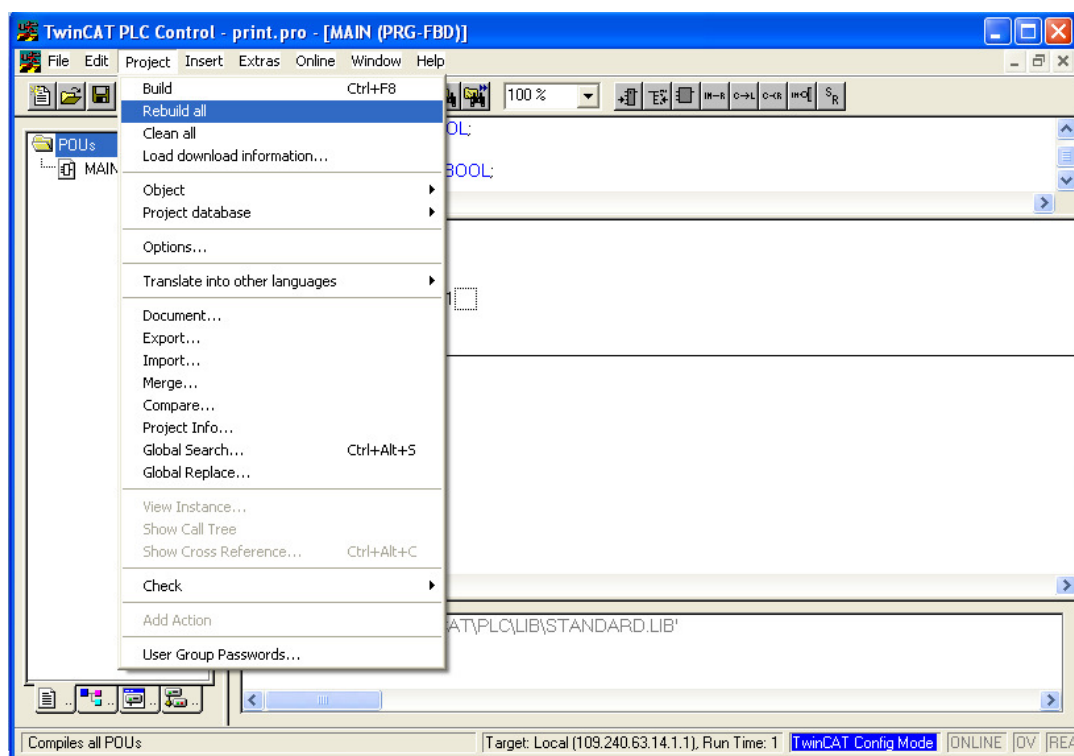 TwinCAT PLC Control - print.pro - [MAIN (PRG-FBD)]
File Edit Project Insert Extras Online Window Help
Build Ctrl+F8
100 %
Rebuild all
OL;
Clean all
POUs
Load download information...
MAIN
BOOL;
Object
Project database
Options...
Translate into other languages
1
Document...
Export...
Import...
Merge...
Compare...
Project Info...
Global Search... Ctrl+Alt+S
Global Replace...
View Instance...
Show Call Tree
Show Cross Reference... Ctrl+Alt+C
Check
Add Action
AT\PLC\LIB\STANDARD.LIB'
User Group Passwords...
Compiles all POUs
Target: Local (109.240.63.14.1.1), Run Time: 1 TwinCAT Config Mode ONLINE OV REA